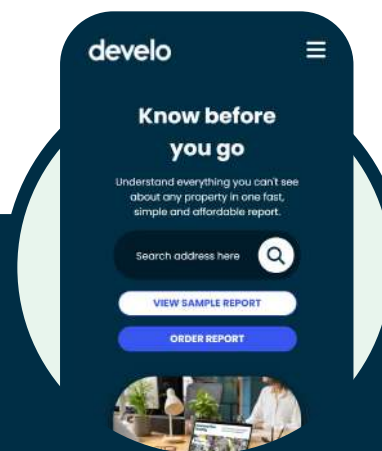 develo
Know before
you go
Understand everything you can't see
about any property in one fast,
simple and affordable report.
Search address here
VIEW SAMPLE REPORT
ORDER REPORT